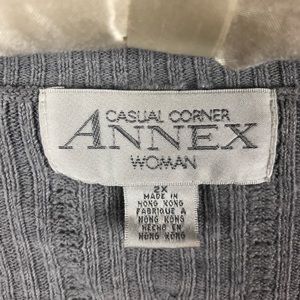 CASUAL CORNER
ANNEX
WOMAN
2X
MADE IN
HONG KONG
FABRIQUE A
HONG KONG
HECHO EN
HONG KONG